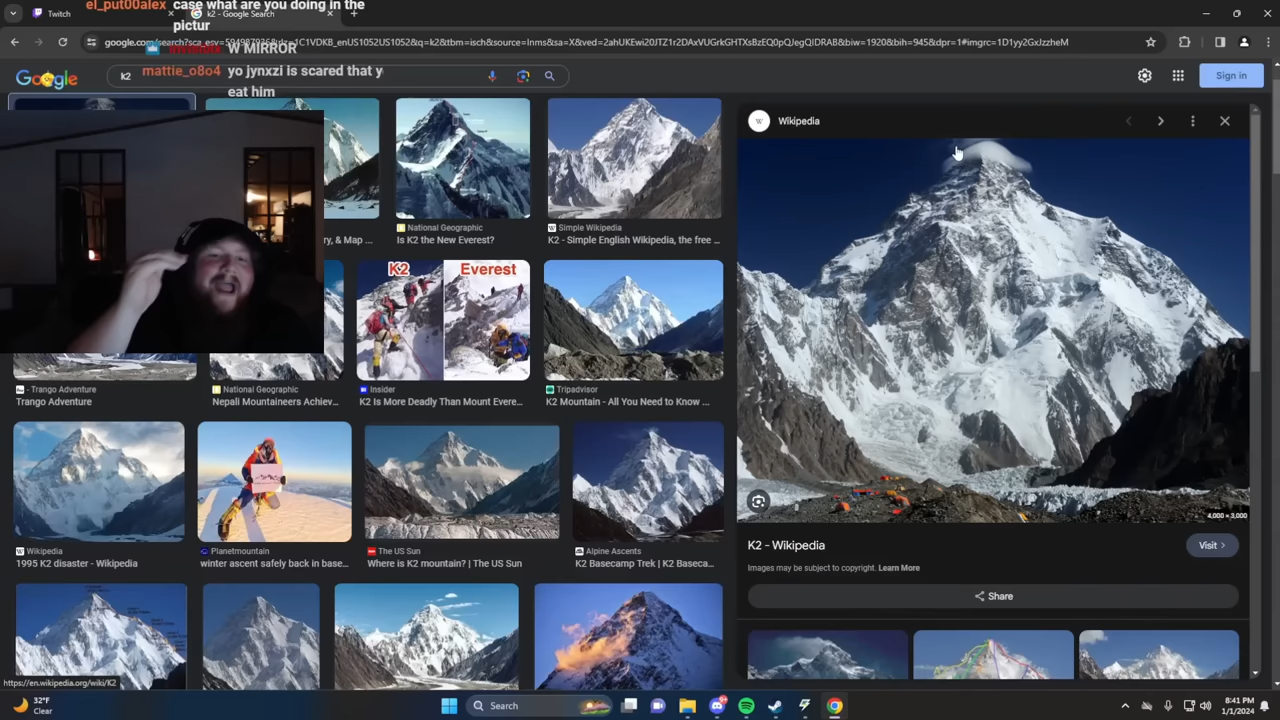 el_put00alex case what are you doing in the
pictur
Twitch
k2 - Google Search
W MIRROR
mattie_o8o4 yo jynxzi is scared that y
eat him
Google
k2
Sign in
Wikipedia
ry, & Map ...
National Geographic
Is K2 the New Everest?
Simple Wikipedia
K2 - Simple English Wikipedia, the free ...
K2
Everest
- Trango Adventure
Trango Adventure
National Geographic
Nepali Mountaineers Achiev...
Insider
K2 Is More Deadly Than Mount Evere...
Tripadvisor
K2 Mountain - All You Need to Know ...
4,000 × 3,000
Wikipedia
1995 K2 disaster - Wikipedia
Planetmountain
winter ascent safely back in base...
The US Sun
Where is K2 mountain? | The US Sun
Alpine Ascents
K2 Basecamp Trek | K2 Baseca...
K2 - Wikipedia
Visit >
Images may be subject to copyright. Learn More
Share
https://en.wikipedia.org/wiki/K2
32°F
Clear
Search
8:41 PM
1/1/2024